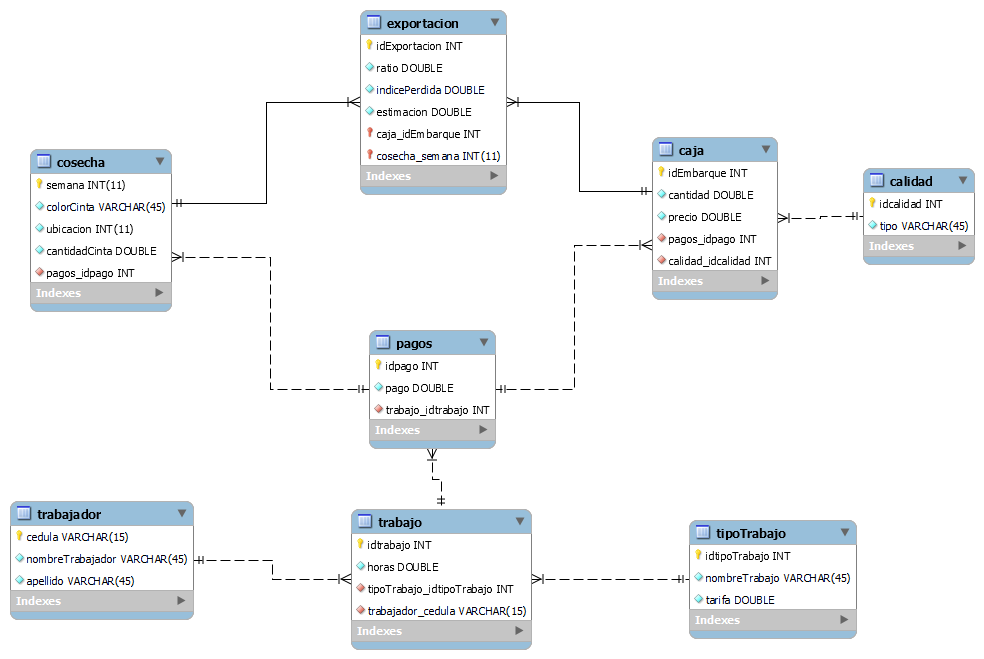 exportacion
idExportacion INT
ratio DOUBLE
indicePerdida DOUBLE
estimacion DOUBLE
caja_idEmbarque INT
cosecha_semana INT(11)
Indexes
cosecha
semana INT(11)
colorCinta VARCHAR(45)
ubicacion INT(11)
cantidadCinta DOUBLE
pagos_idpago INT
Indexes
caja
idEmbarque INT
cantidad DOUBLE
precio DOUBLE
pagos_idpago INT
calidad_idcalidad INT
Indexes
calidad
idcalidad INT
tipo VARCHAR(45)
Indexes
pagos
idpago INT
pago DOUBLE
trabajo_idtrabajo INT
Indexes
trabajador
cedula VARCHAR(15)
nombreTrabajador VARCHAR(45)
apellido VARCHAR(45)
Indexes
trabajo
idtrabajo INT
horas DOUBLE
tipoTrabajo_idtipoTrabajo INT
trabajador_cedula VARCHAR(15)
Indexes
tipoTrabajo
idtipoTrabajo INT
nombreTrabajo VARCHAR(45)
tarifa DOUBLE
Indexes